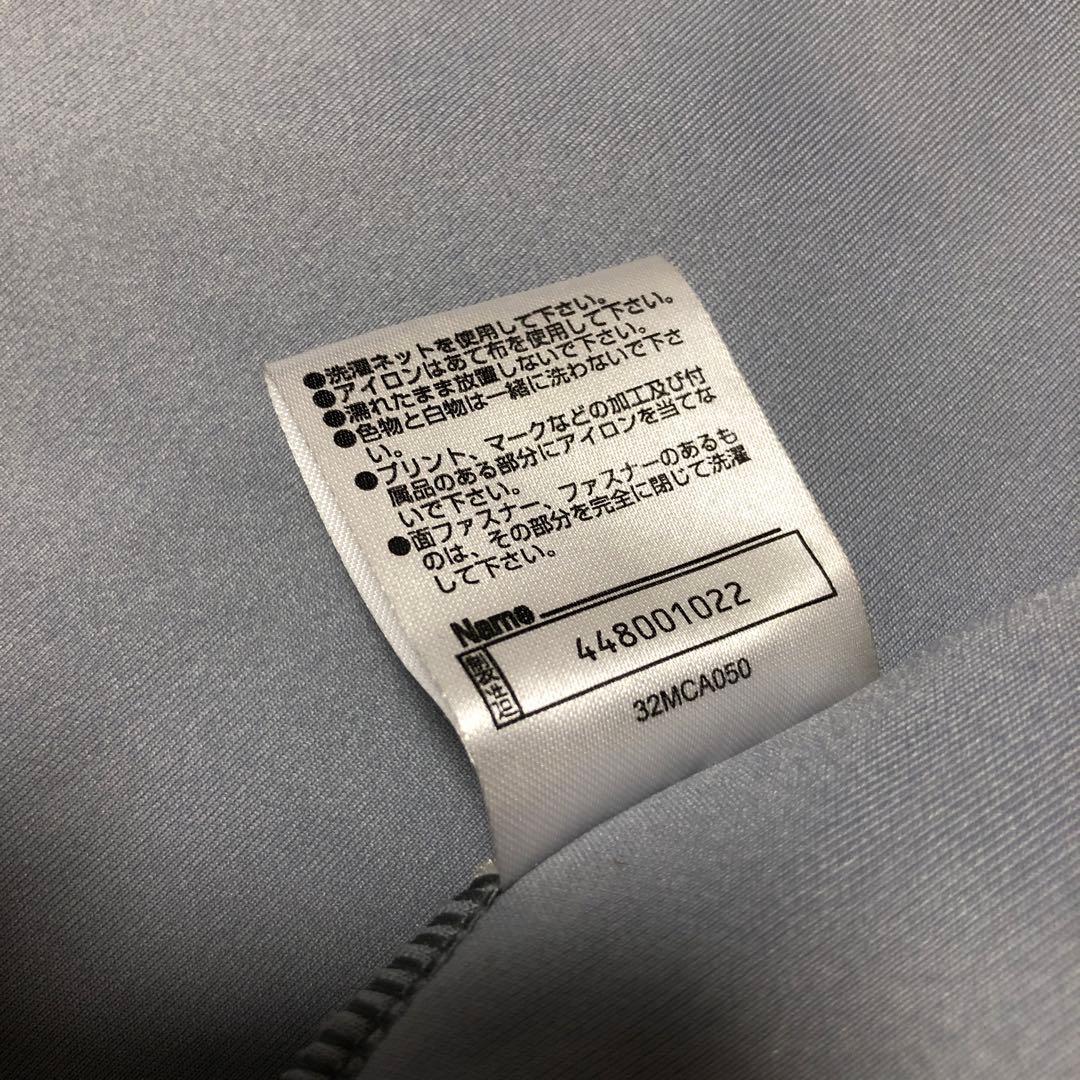 ●洗濯ネットを使用して下さい。
●アイロンはあて布を使用して下さい。
●濡れたまま放置しないで下さい。
●色物と白物は一緒に洗わないで下さ
い。
●プリント、マークなどの加工及び付
属品のある部分にアイロンを当てな
いで下さい。
●面ファスナー、ファスナーのあるも
のは、その部分を完全に閉じて洗濯
して下さい。
Name
448001022
32MCA050